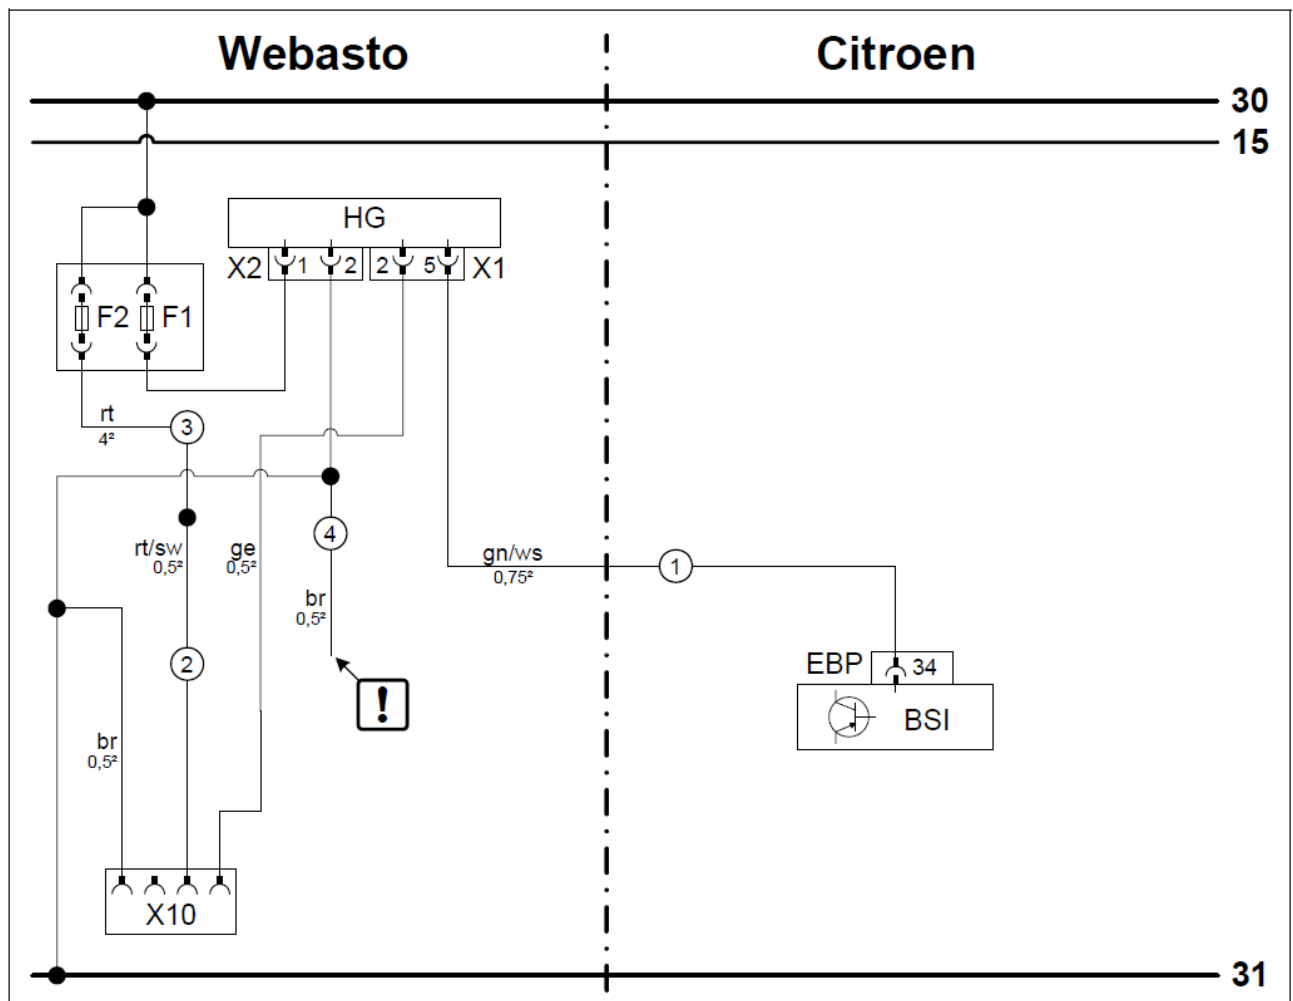 Webasto Citroen
30
15
HG
X2 1 2 2 5 X1
F2 F1
rt
4²
3
4
rt/sw
0,5²
ge
0,5²
gn/ws
0,75²
1
br
0,5²
2
EBP 34
!
BSI
br
0,5²
X10
31